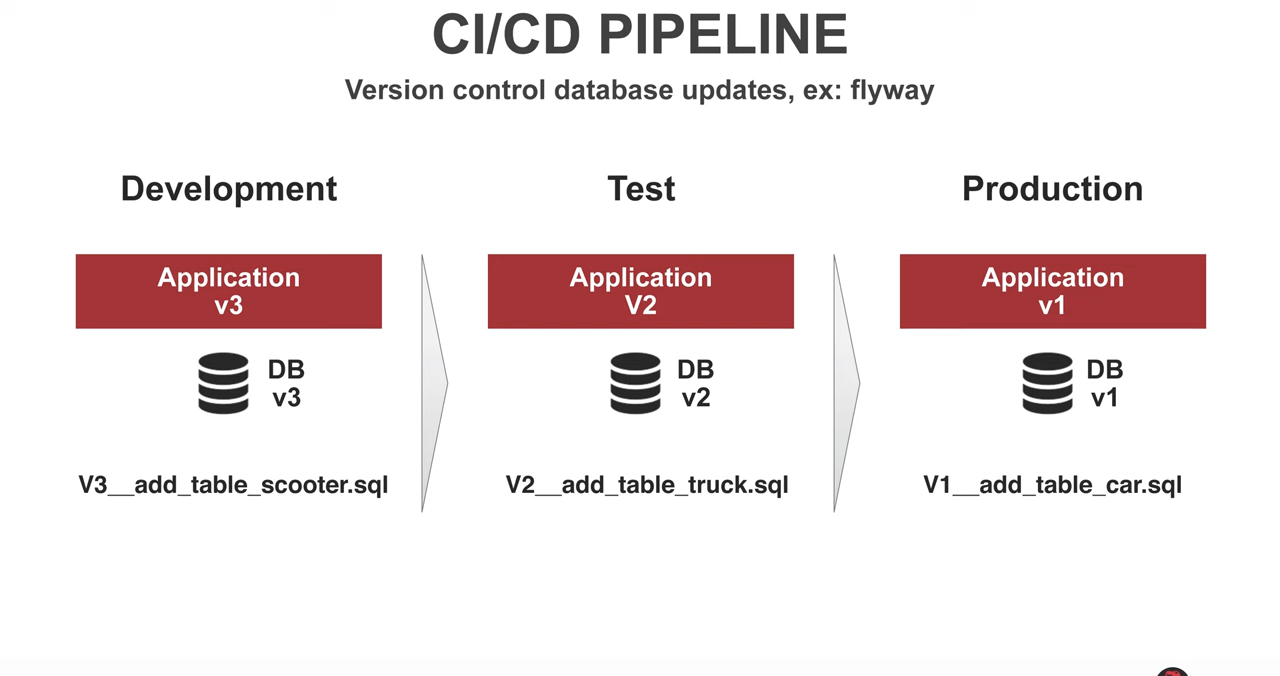 CI/CD PIPELINE
Version control database updates, ex: flyway
Development
Test
Production
Application
v3
Application
V2
Application
v1
DB
v3
DB
v2
DB
v1
V3__add_table_scooter.sql
V2__add_table_truck.sql
V1__add_table_car.sql